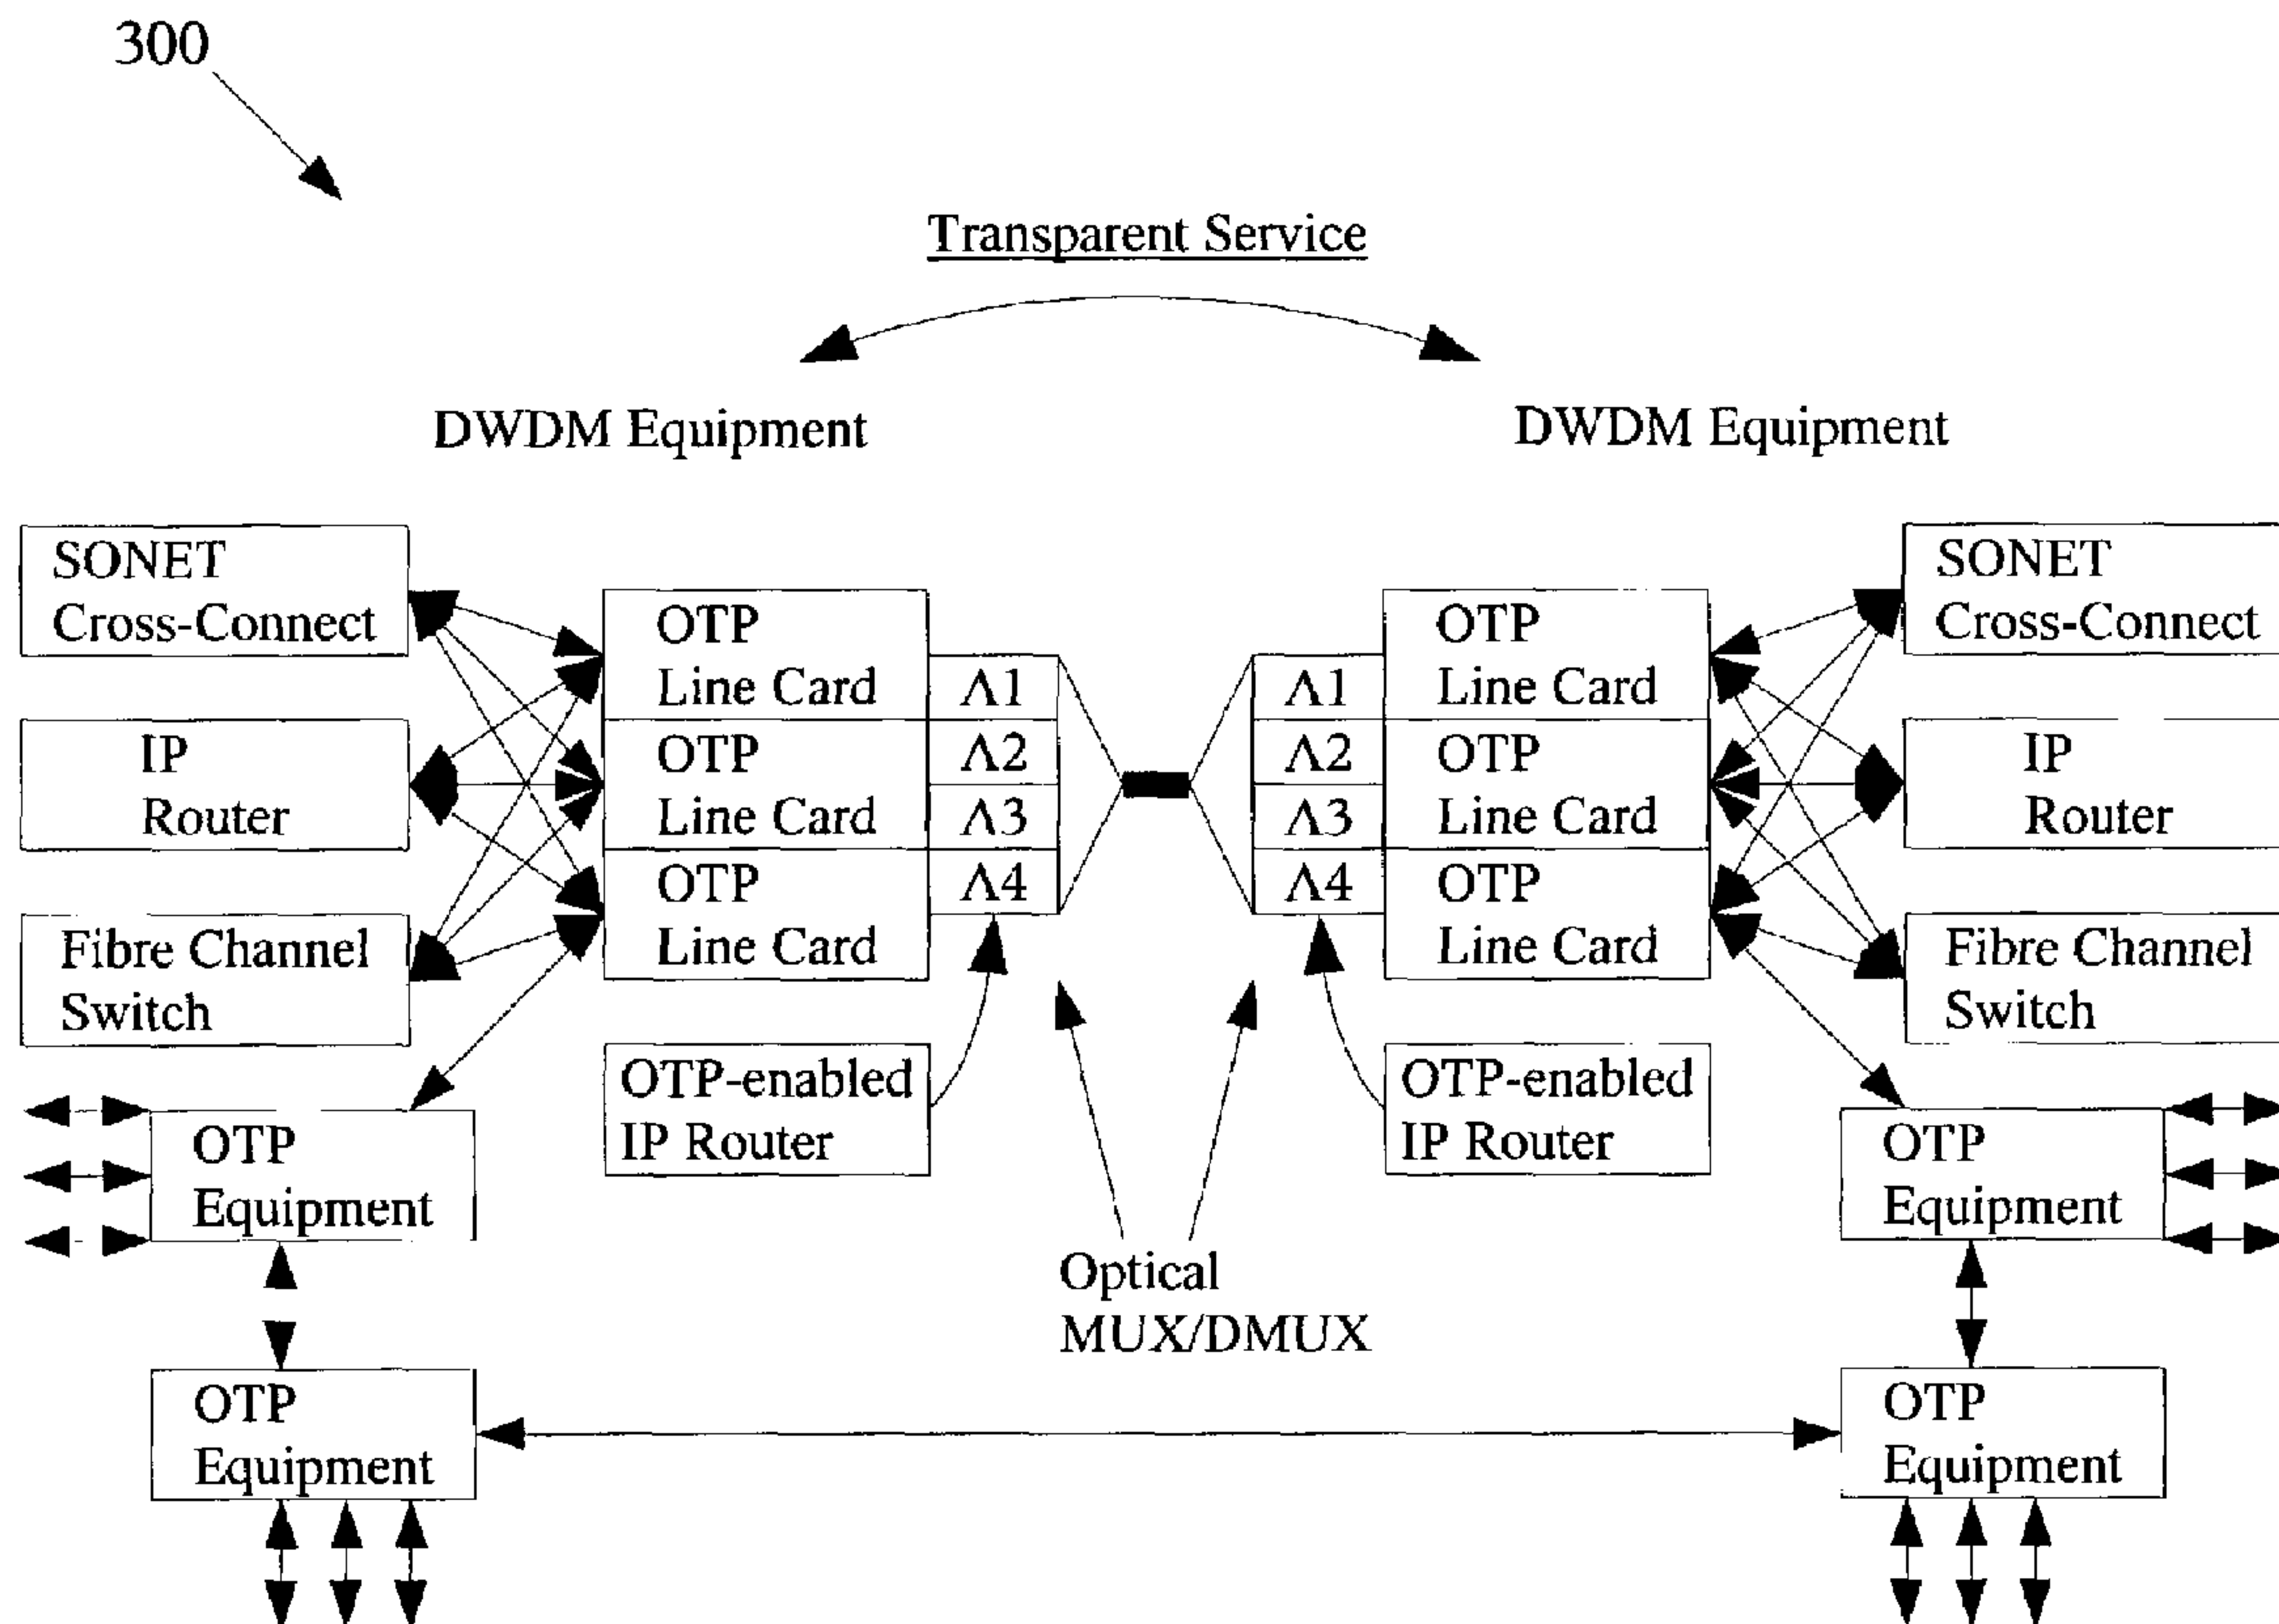 300
Transparent Service
DWDM Equipment
DWDM Equipment
SONET
Cross-Connect
IP
Router
Fibre Channel
Switch
OTP
Line Card
OTP
Line Card
OTP
Line Card
Λ1
Λ2
Λ3
Λ4
Λ1
Λ2
Λ3
Λ4
OTP
Line Card
OTP
Line Card
OTP
Line Card
SONET
Cross-Connect
IP
Router
Fibre Channel
Switch
OTP-enabled
IP Router
OTP-enabled
IP Router
OTP
Equipment
OTP
Equipment
Optical
MUX/DMUX
OTP
Equipment
OTP
Equipment